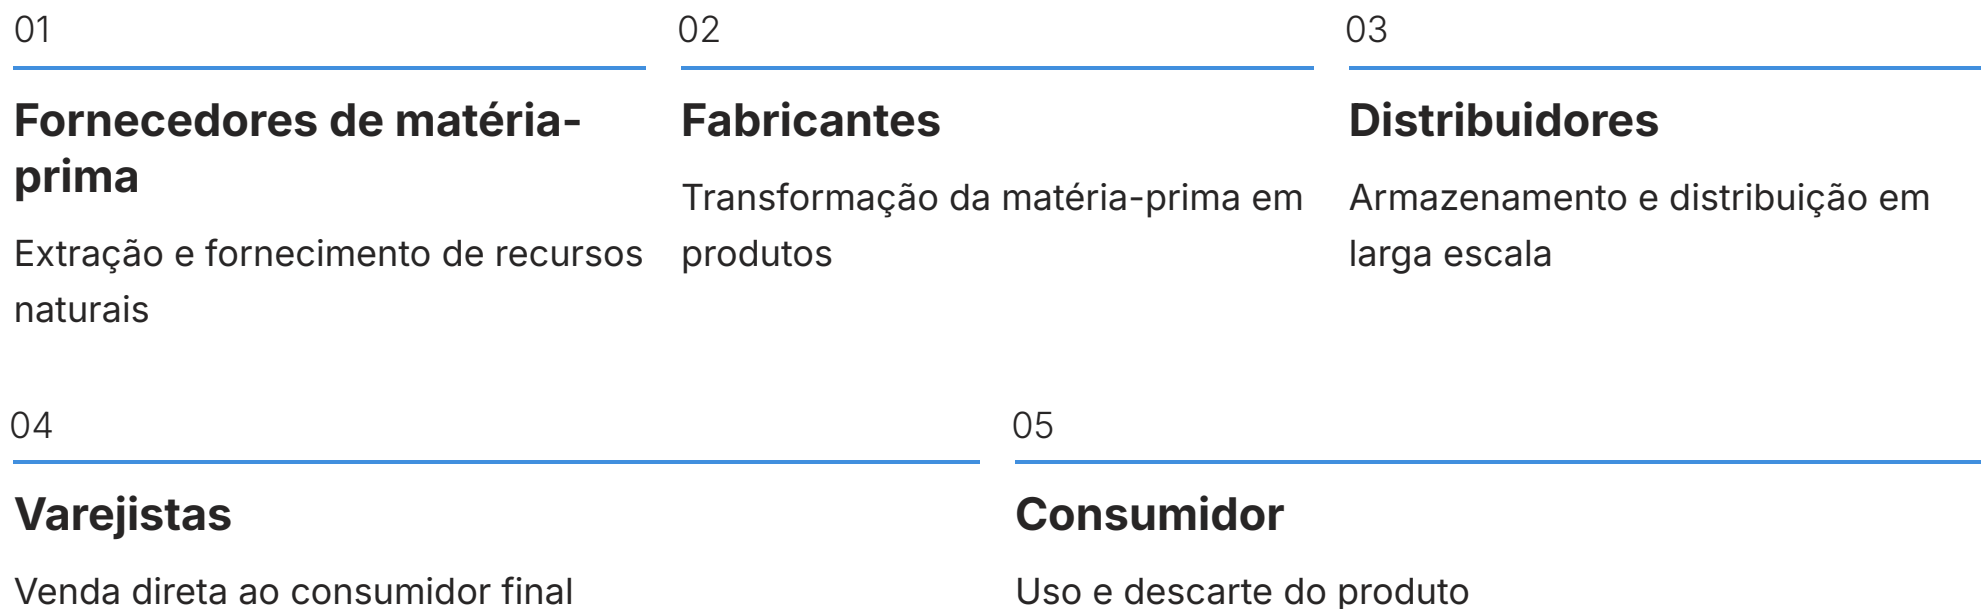 01
Fornecedores de matéria-
prima
Extração e fornecimento de recursos
naturais
02
Fabricantes
Transformação da matéria-prima em
produtos
03
Distribuidores
Armazenamento e distribuição em
larga escala
04
Varejistas
Venda direta ao consumidor final
05
Consumidor
Uso e descarte do produto